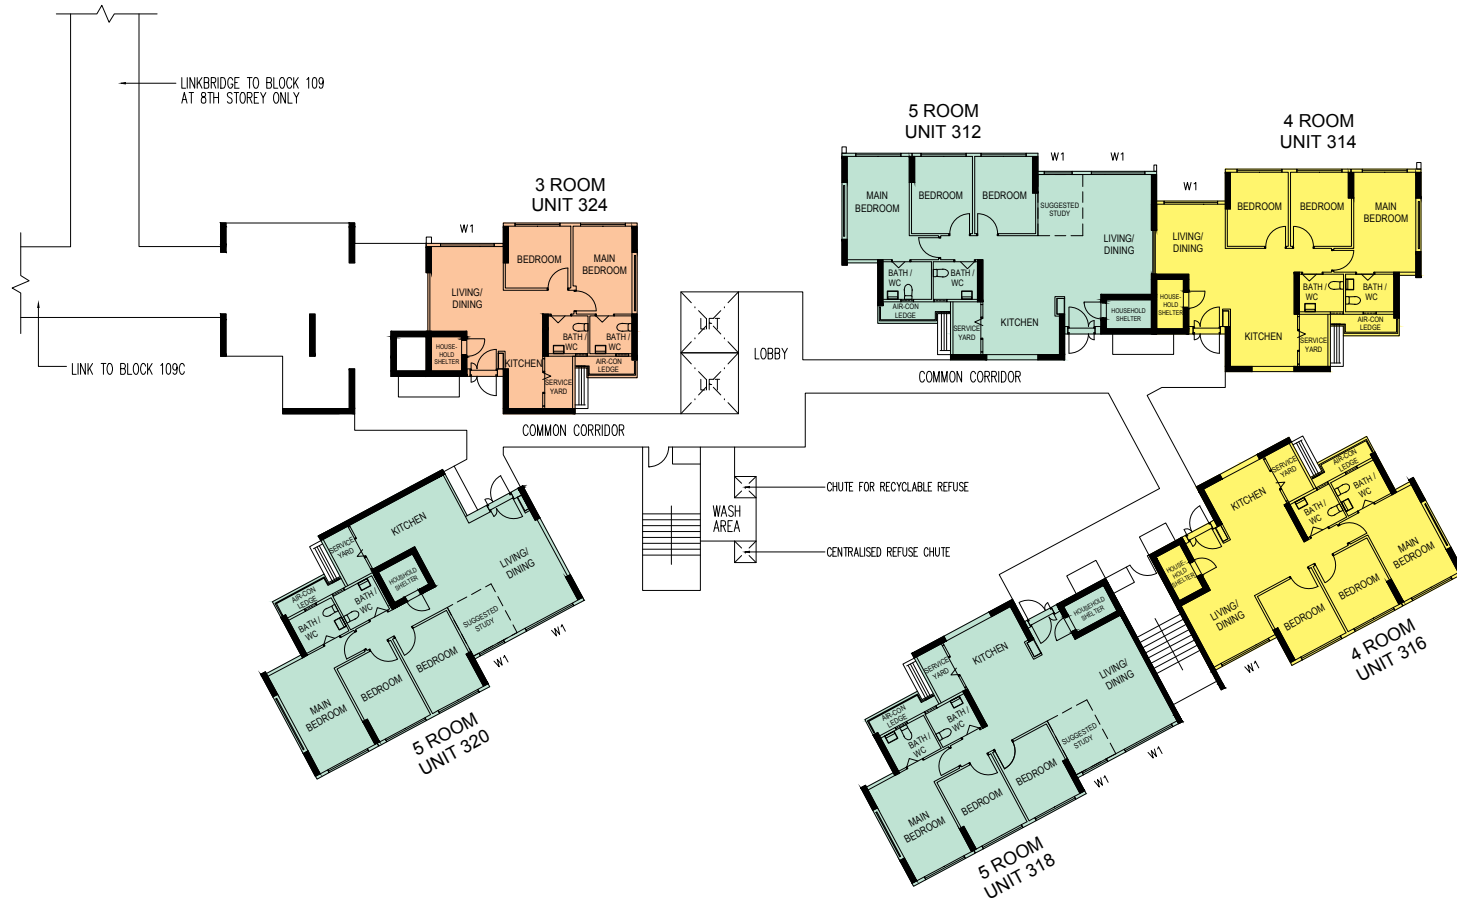 LINKBRIDGE TO BLOCK 109
AT 8TH STOREY ONLY
LINK TO BLOCK 109C
3 ROOM
UNIT 324
W1
BEDROOM
MAIN
BEDROOM
LIVING/
DINING
BATH /
WC
BATH /
WC
HOUSE-
HOLD
SHELTER
KITCHEN
SERVICE
YARD
AIR-CON
LEDGE
COMMON CORRIDOR
LIFT
LIFT
LOBBY
COMMON CORRIDOR
5 ROOM
UNIT 312
W1
W1
MAIN
BEDROOM
BEDROOM
BEDROOM
SUGGESTED
STUDY
LIVING/
DINING
BATH /
WC
BATH /
WC
AIR-CON
LEDGE
SERVICE
YARD
KITCHEN
HOUSEHOLD
SHELTER
4 ROOM
UNIT 314
W1
LIVING/
DINING
BEDROOM
BEDROOM
MAIN
BEDROOM
HOUSE-
HOLD
SHELTER
BATH /
WC
BATH /
WC
AIR-CON
LEDGE
KITCHEN
SERVICE
YARD
CHUTE FOR RECYCLABLE REFUSE
WASH
AREA
CENTRALISED REFUSE CHUTE
KITCHEN
SERVICE
YARD
HOUSHOLD
SHELTER
LIVING/
DINING
AIR-CON
LEDGE
BATH /
WC
BATH /
WC
SUGGESTED
STUDY
W1
W1
MAIN
BEDROOM
BEDROOM
BEDROOM
5 ROOM
UNIT 320
HOUSEHOLD
SHELTER
KITCHEN
SERVICE
YARD
LIVING/
DINING
AIR-CON
LEDGE
BATH /
WC
BATH /
WC
SUGGESTED
STUDY
W1
W1
MAIN
BEDROOM
BEDROOM
BEDROOM
5 ROOM
UNIT 318
AIR-CON
LEDGE
SERVICE
YARD
KITCHEN
BATH /
WC
BATH /
WC
HOUSE-
HOLD
SHELTER
MAIN
BEDROOM
BEDROOM
BEDROOM
LIVING/
DINING
W1
4 ROOM
UNIT 316